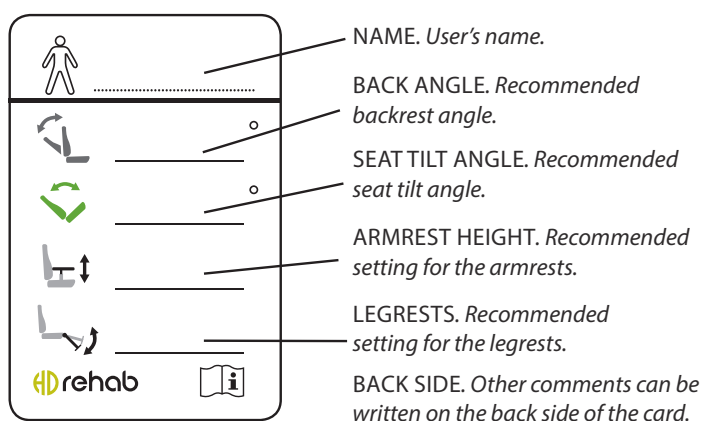 NAME. User's name.
BACK ANGLE. Recommended
backrest angle.
SEAT TILT ANGLE. Recommended
seat tilt angle.
ARMREST HEIGHT. Recommended
setting for the armrests.
LEGRESTS. Recommended
setting for the legrests.
BACK SIDE. Other comments can be
written on the back side of the card.
°
°
HD rehab
i